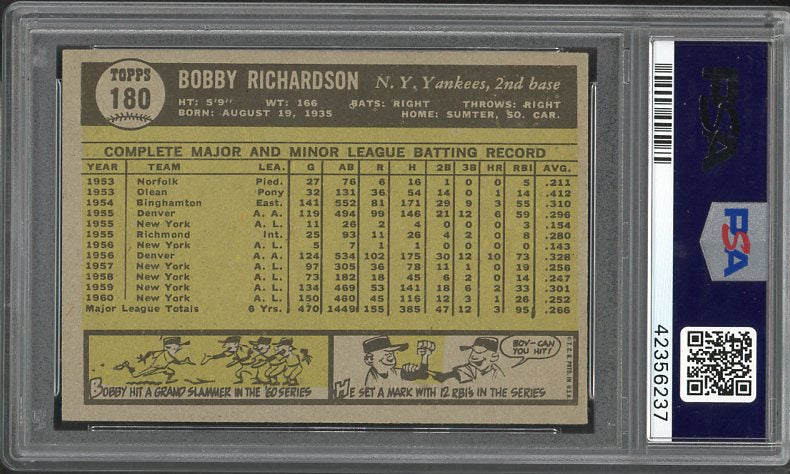 TOPPS
180
BOBBY RICHARDSON N. Y. Yankees, 2nd base
HT: 5'9" WT: 166 BATS: RIGHT THROWS: RIGHT
BORN: AUGUST 19, 1935 HOME: SUMTER, SO. CAR.
COMPLETE MAJOR AND MINOR LEAGUE BATTING RECORD
YEAR TEAM LEA. G AB R H 2B 3B HR RBI AVG.
1953 Norfolk Pied. 27 76 6 16 1 0 0 5 .211
1953 Olean Pony 32 131 36 54 14 0 1 14 .412
1954 Binghamton East. 141 552 81 171 29 9 3 55 .310
1955 Denver A. A. 119 494 99 146 21 12 6 59 .296
1955 New York A. L. 11 26 2 4 0 0 0 3 .154
1955 Richmond Int. 25 93 11 26 4 2 0 8 .280
1956 New York A. L. 5 7 1 1 0 0 0 0 .143
1956 Denver A. A. 124 534 102 175 30 12 10 73 .328
1957 New York A. L. 97 305 36 78 11 1 0 19 .256
1958 New York A. L. 73 182 18 45 6 2 0 14 .247
1959 New York A. L. 134 469 53 141 18 6 2 33 .301
1960 New York A. L. 150 460 45 116 12 3 1 26 .252
Major League Totals 6 Yrs. 470 1449 155 385 47 12 3 95 .266
BOBBY HIT A GRAND SLAMMER IN THE '60 SERIES
BOY-CAN
YOU HIT!
HE SET A MARK WITH 12 RBI'S IN THE SERIES
© T. C. G. PRTD. IN U.S.A.
PSA
PSA
42356237